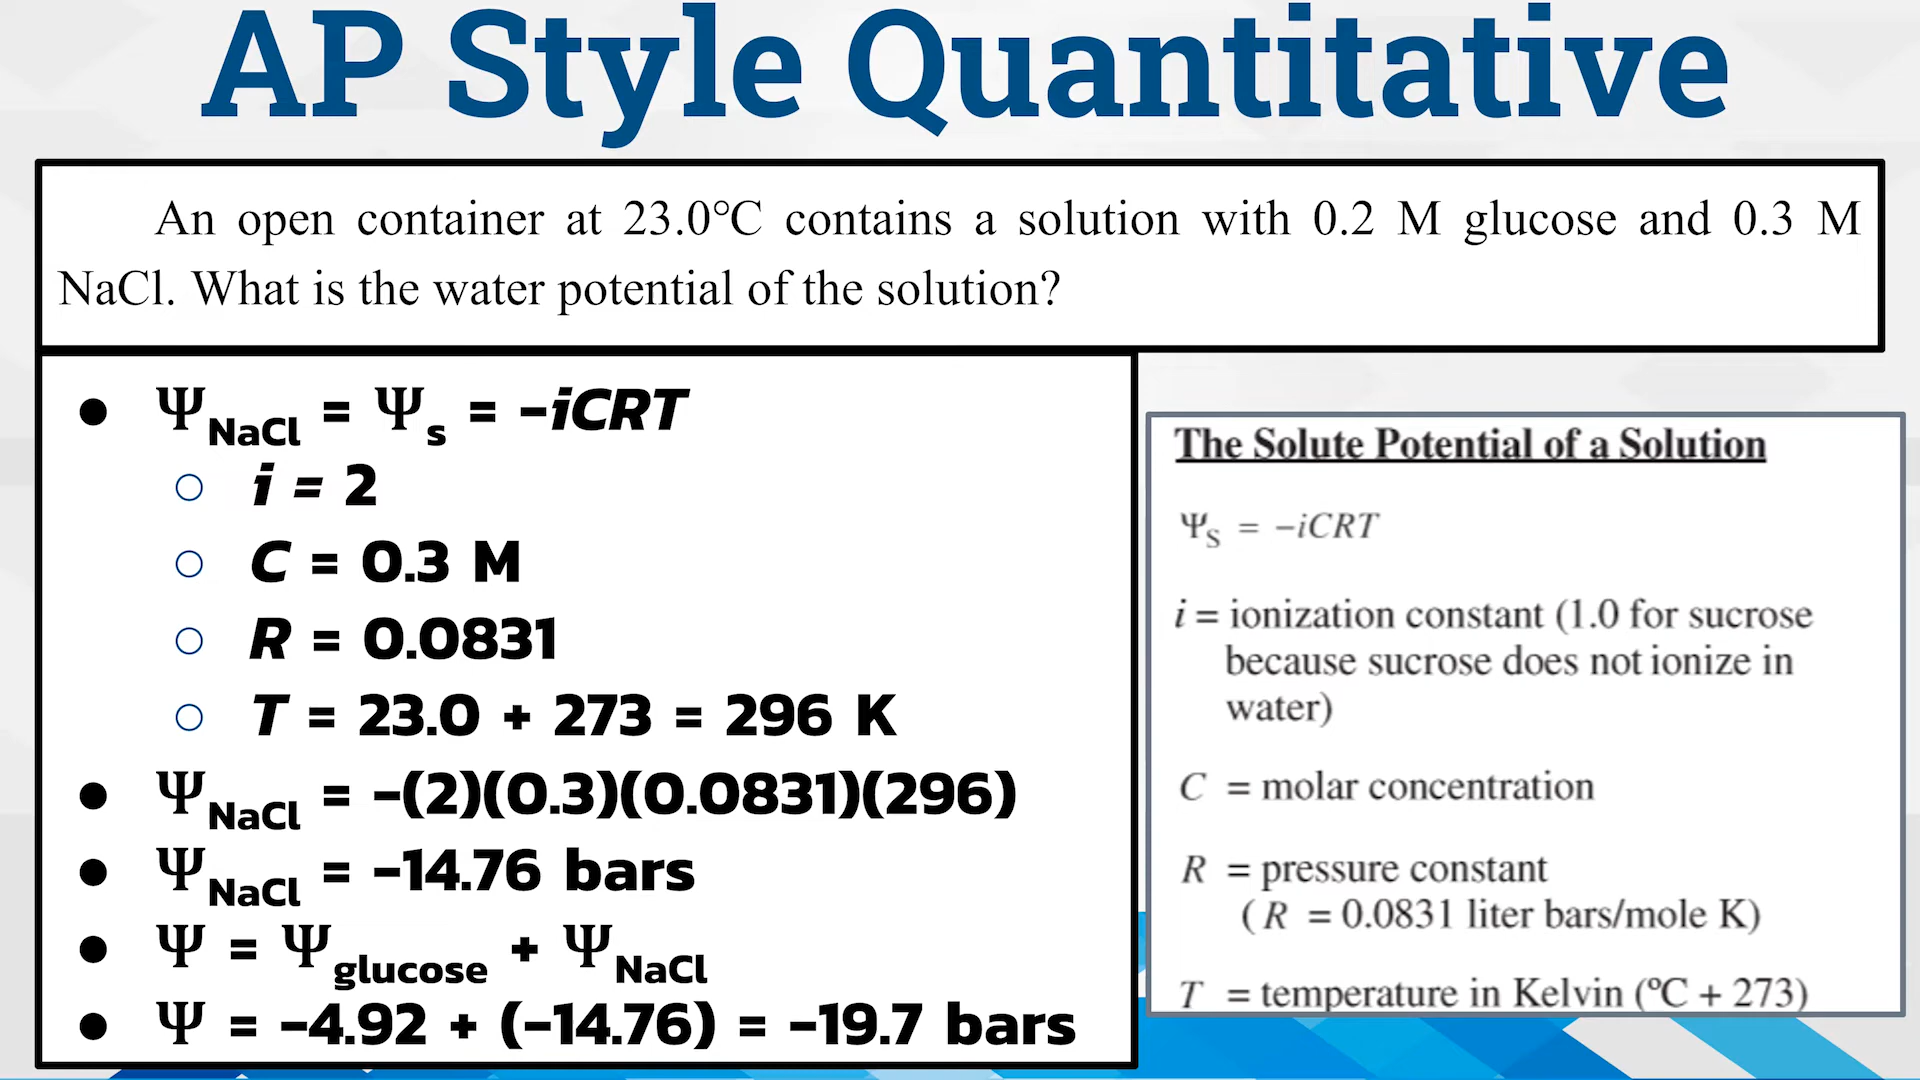 AP Style Quantitative
An open container at 23.0°C contains a solution with 0.2 M glucose and 0.3 M
NaCl. What is the water potential of the solution?
● Ψ_NaCl = Ψ_s = -iCRT
○ i = 2
○ C = 0.3 M
○ R = 0.0831
○ T = 23.0 + 273 = 296 K
● Ψ_NaCl = -(2)(0.3)(0.0831)(296)
● Ψ_NaCl = -14.76 bars
● Ψ = Ψ_glucose + Ψ_NaCl
● Ψ = -4.92 + (-14.76) = -19.7 bars
The Solute Potential of a Solution
Ψ_S = -iCRT
i = ionization constant (1.0 for sucrose
because sucrose does not ionize in
water)
C = molar concentration
R = pressure constant
( R = 0.0831 liter bars/mole K)
T = temperature in Kelvin (ºC + 273)